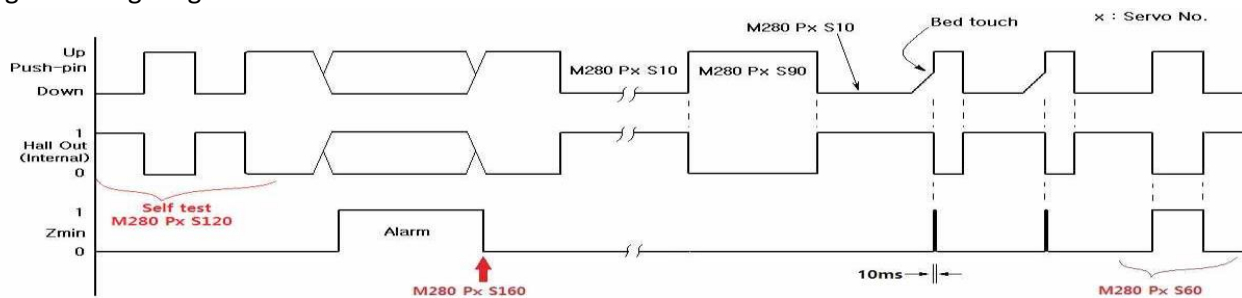 M280 Px S10
Bed touch
x : Servo No.
Up
Push-pin
Down
M280 Px S10
M280 Px S90
1
Hall Out
(Internal)
0
Self test
M280 Px S120
1
Zmin
0
Alarm
10ms
M280 Px S160
M280 Px S60